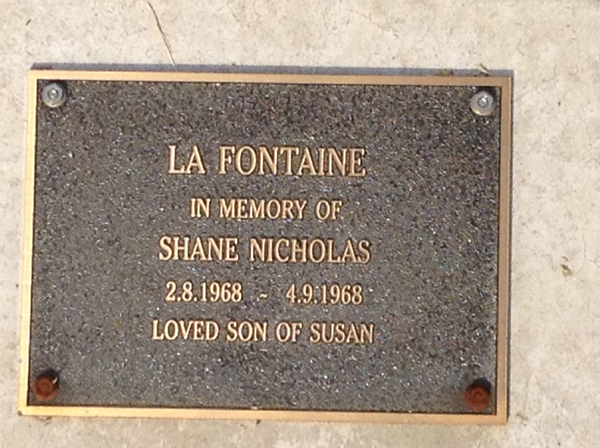 LA FONTAINE
IN MEMORY OF
SHANE NICHOLAS
2.8.1968 - 4.9.1968
LOVED SON OF SUSAN